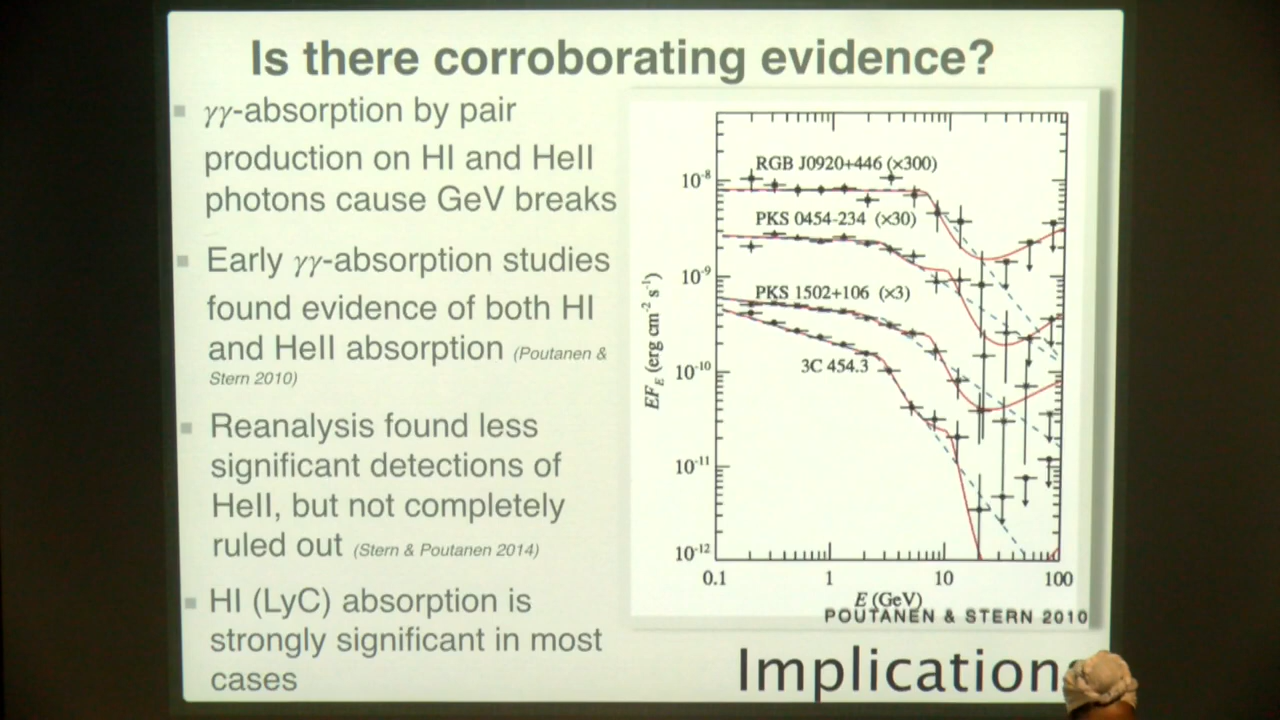 Is there corroborating evidence?
γγ-absorption by pair
production on HI and HeII
photons cause GeV breaks
Early γγ-absorption studies
found evidence of both HI
and HeII absorption (Poutanen &
Stern 2010)
Reanalysis found less
significant detections of
HeII, but not completely
ruled out (Stern & Poutanen 2014)
HI (LyC) absorption is
strongly significant in most
cases
RGB J0920+446 (×300)
PKS 0454-234 (×30)
PKS 1502+106 (×3)
3C 454.3
EF_E (erg cm⁻² s⁻¹)
10⁻⁸
10⁻⁹
10⁻¹⁰
10⁻¹¹
10⁻¹²
0.1 1 10 100
E (GeV)
POUTANEN & STERN 2010
Implication